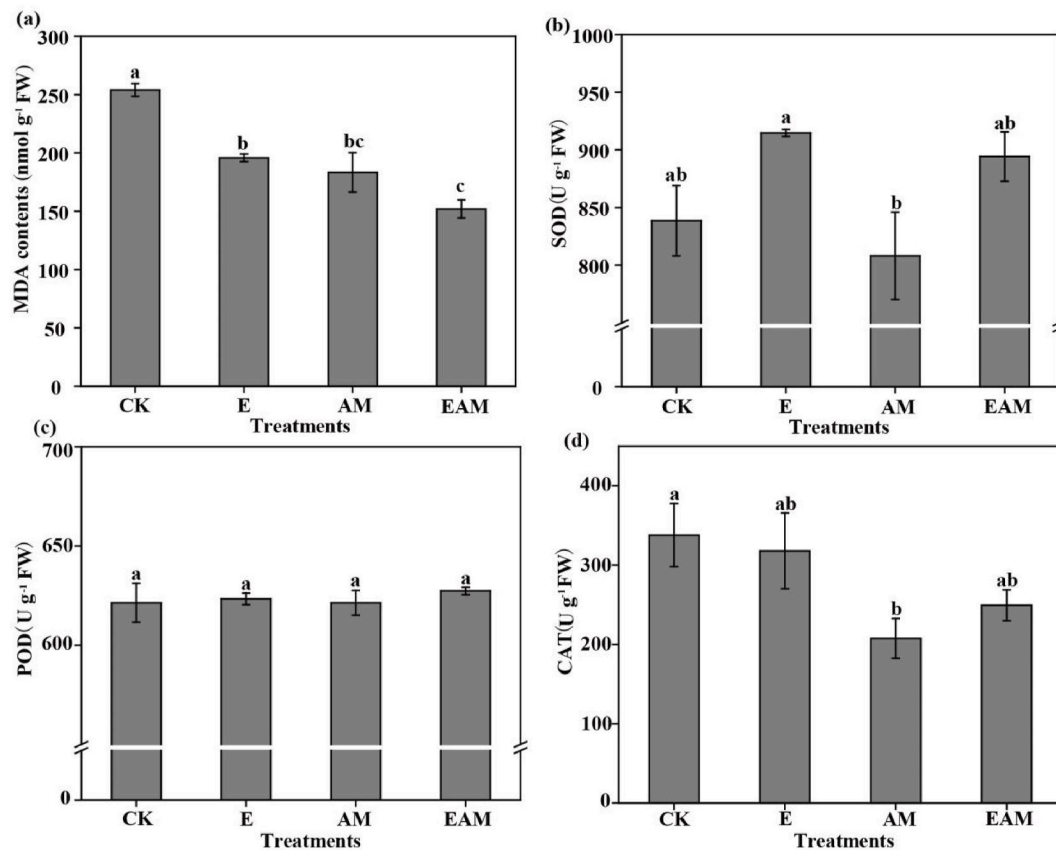 (a)
300
250
200
150
100
50
0
MDA contents (nmol g⁻¹ FW)
a
b
bc
c
CK E AM EAM
Treatments
(b)
1000
950
900
850
800
0
SOD(U g⁻¹ FW)
ab
a
b
ab
CK E AM EAM
Treatments
(c)
700
650
600
0
POD(U g⁻¹ FW)
a
a
a
a
CK E AM EAM
Treatments
(d)
400
300
200
100
0
CAT(U g⁻¹FW)
a
ab
b
ab
CK E AM EAM
Treatments